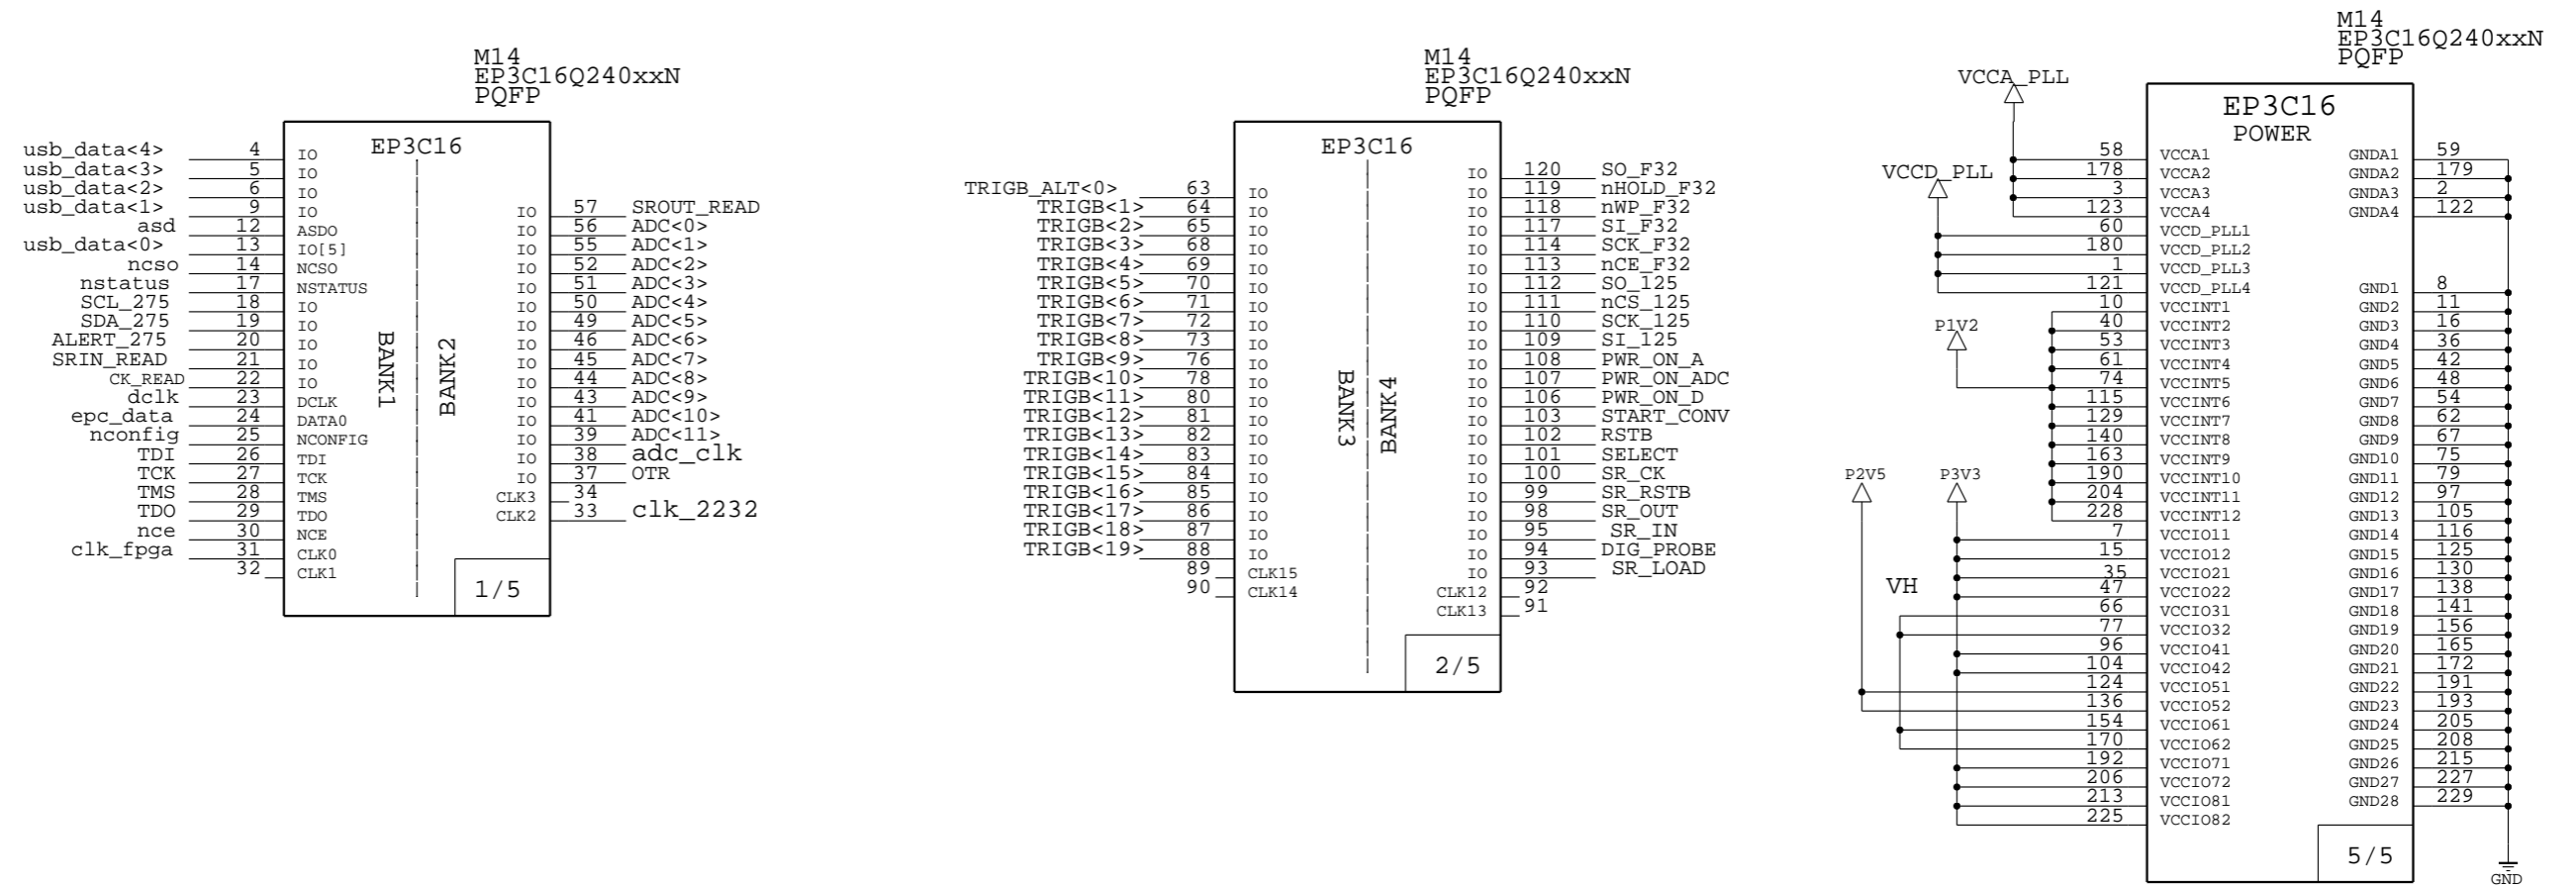 M14
EP3C16Q240xxN
PQFP
EP3C16
usb_data<4> 4 IO
usb_data<3> 5 IO
usb_data<2> 6 IO
usb_data<1> 9 IO
asd 12 ASDO
usb_data<0> 13 IO[5]
ncso 14 NCSO
nstatus 17 NSTATUS
SCL_275 18 IO
SDA_275 19 IO
ALERT_275 20 IO
SRIN_READ 21 IO
CK_READ 22 IO
dclk 23 DCLK
epc_data 24 DATA0
nconfig 25 NCONFIG
TDI 26 TDI
TCK 27 TCK
TMS 28 TMS
TDO 29 TDO
nce 30 NCE
clk_fpga 31 CLK0
32 CLK1
BANK1
BANK2
IO 57 SROUT_READ
IO 56 ADC<0>
IO 55 ADC<1>
IO 52 ADC<2>
IO 51 ADC<3>
IO 50 ADC<4>
IO 49 ADC<5>
IO 46 ADC<6>
IO 45 ADC<7>
IO 44 ADC<8>
IO 43 ADC<9>
IO 41 ADC<10>
IO 39 ADC<11>
IO 38 adc_clk
IO 37 OTR
CLK3 34
CLK2 33 clk_2232
1/5
M14
EP3C16Q240xxN
PQFP
EP3C16
TRIGB_ALT<0> 63 IO
TRIGB<1> 64 IO
TRIGB<2> 65 IO
TRIGB<3> 68 IO
TRIGB<4> 69 IO
TRIGB<5> 70 IO
TRIGB<6> 71 IO
TRIGB<7> 72 IO
TRIGB<8> 73 IO
TRIGB<9> 76 IO
TRIGB<10> 78 IO
TRIGB<11> 80 IO
TRIGB<12> 81 IO
TRIGB<13> 82 IO
TRIGB<14> 83 IO
TRIGB<15> 84 IO
TRIGB<16> 85 IO
TRIGB<17> 86 IO
TRIGB<18> 87 IO
TRIGB<19> 88 IO
89 CLK15
90 CLK14
BANK3
BANK4
IO 120 SO_F32
IO 119 nHOLD_F32
IO 118 nWP_F32
IO 117 SI_F32
IO 114 SCK_F32
IO 113 nCE_F32
IO 112 SO_125
IO 111 nCS_125
IO 110 SCK_125
IO 109 SI_125
IO 108 PWR_ON_A
IO 107 PWR_ON_ADC
IO 106 PWR_ON_D
IO 103 START_CONV
IO 102 RSTB
IO 101 SELECT
IO 100 SR_CK
IO 99 SR_RSTB
IO 98 SR_OUT
IO 95 SR_IN
IO 94 DIG_PROBE
IO 93 SR_LOAD
CLK12 92
CLK13 91
2/5
M14
EP3C16Q240xxN
PQFP
EP3C16
POWER
VCCA_PLL
VCCD_PLL
P1V2
P2V5
P3V3
VH
58 VCCA1
178 VCCA2
3 VCCA3
123 VCCA4
60 VCCD_PLL1
180 VCCD_PLL2
1 VCCD_PLL3
121 VCCD_PLL4
10 VCCINT1
40 VCCINT2
53 VCCINT3
61 VCCINT4
74 VCCINT5
115 VCCINT6
129 VCCINT7
140 VCCINT8
163 VCCINT9
190 VCCINT10
204 VCCINT11
228 VCCINT12
7 VCCIO11
15 VCCIO12
35 VCCIO21
47 VCCIO22
66 VCCIO31
77 VCCIO32
96 VCCIO41
104 VCCIO42
124 VCCIO51
136 VCCIO52
154 VCCIO61
170 VCCIO62
192 VCCIO71
206 VCCIO72
213 VCCIO81
225 VCCIO82
GNDA1 59
GNDA2 179
GNDA3 2
GNDA4 122
GND1 8
GND2 11
GND3 16
GND4 36
GND5 42
GND6 48
GND7 54
GND8 62
GND9 67
GND10 75
GND11 79
GND12 97
GND13 105
GND14 116
GND15 125
GND16 130
GND17 138
GND18 141
GND19 156
GND20 165
GND21 172
GND22 191
GND23 193
GND24 205
GND25 208
GND26 215
GND27 227
GND28 229
5/5
GND